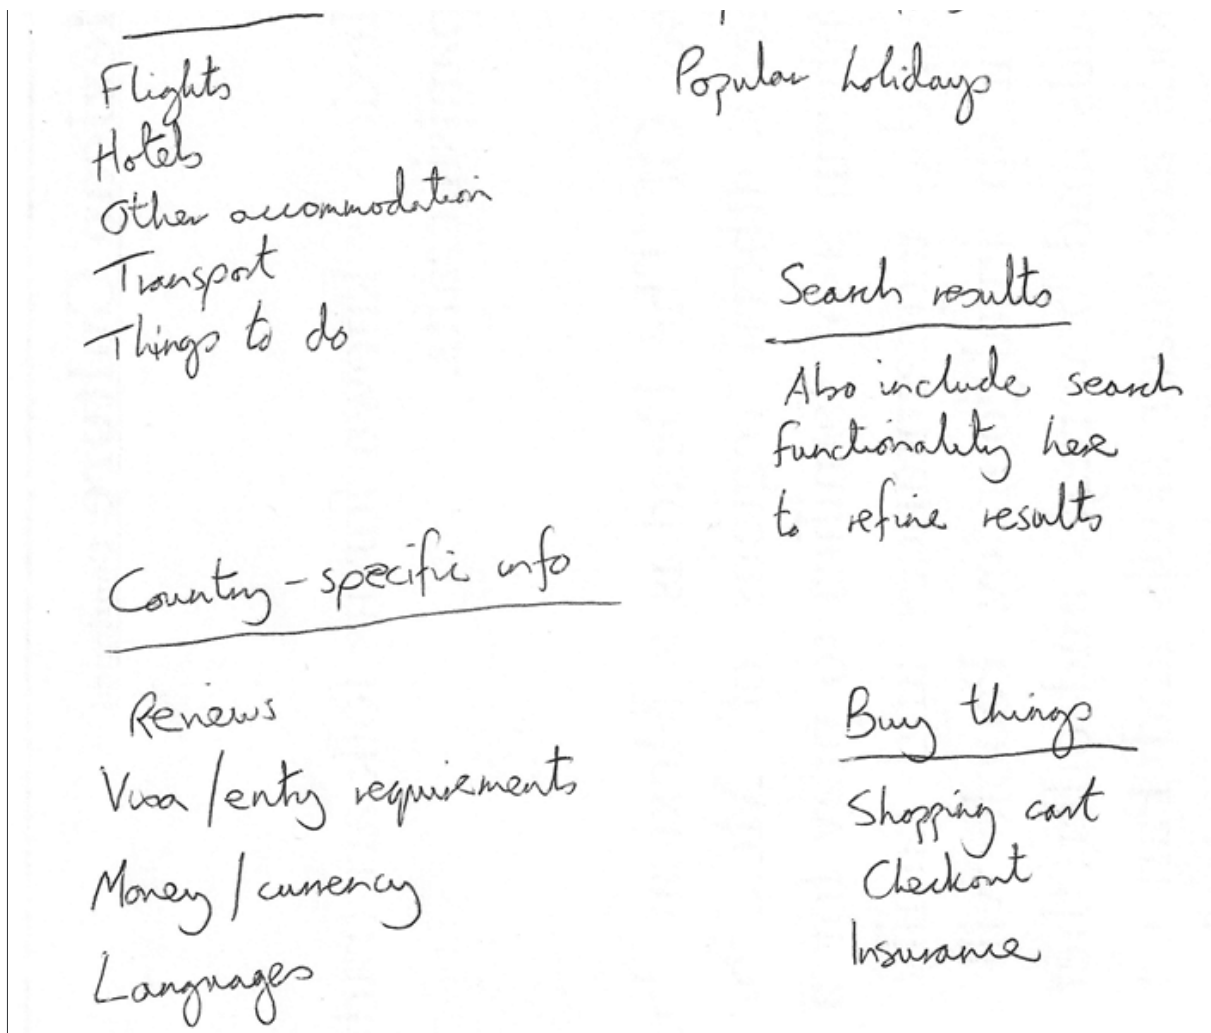 Flights
Hotels
Other accommodation
Transport
Things to do
Popular holidays
Search results
Also include search
functionality here
to refine results
Country-specific info
Reviews
Visa/entry requirements
Money/currency
Languages
Buy things
Shopping cart
Checkout
Insurance